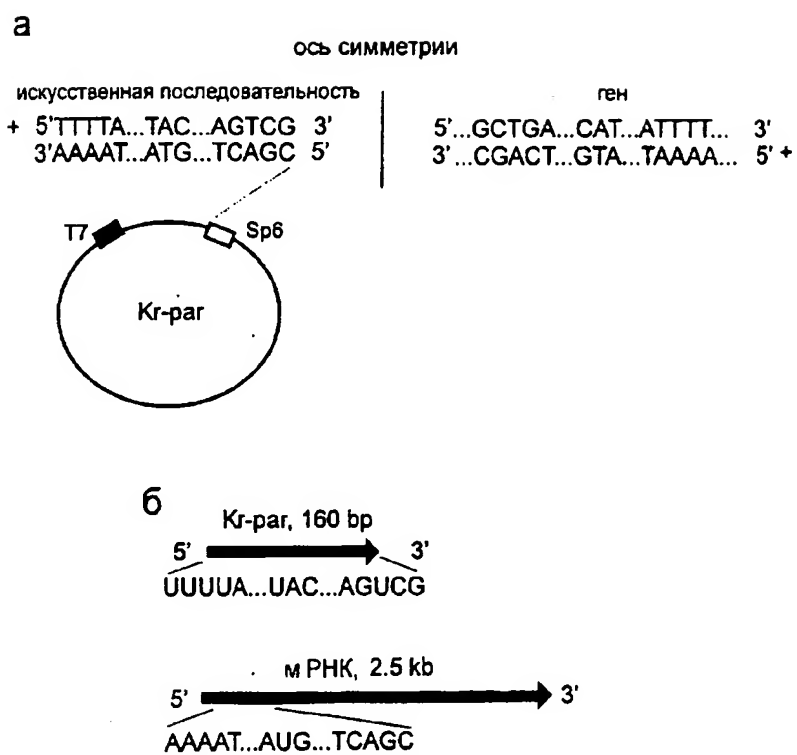 а
ось симметрии
искусственная последовательность
ген
+ 5'TTTTA...TAC...AGTCG 3'
3'AAAAT...ATG...TCAGC 5'
5'...GCTGA...CAT...ATTTT... 3'
3'...CGACT...GTA...TAAAA... 5' +
T7
Sp6
Kr-par
б
Kr-par, 160 bp
5' 3'
UUUUA...UAC...AGUCG
мРНК, 2.5 kb
5' 3'
AAAAT...AUG...TCAGC